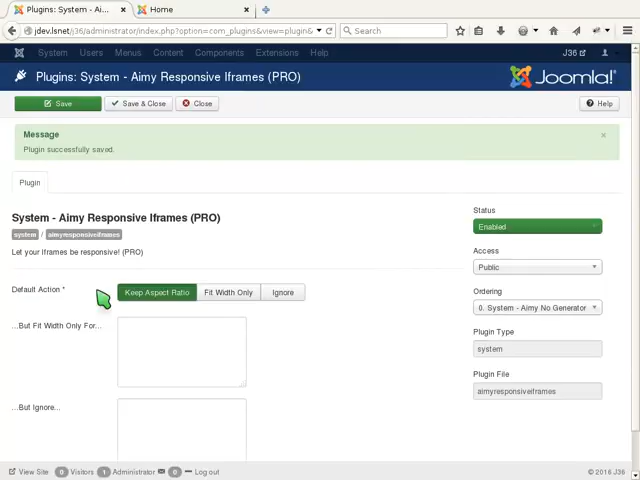 Plugins: System - Ai... × Home ×
jdev.lsnet/j36/administrator/index.php?option=com_plugins&view=plugin& Search
System Users Menus Content Components Extensions Help J36
Plugins: System - Aimy Responsive Iframes (PRO) Joomla!
Save Save & Close Close Help
Message ×
Plugin successfully saved.
Plugin
System - Aimy Responsive Iframes (PRO)
system / aimyresponsiveiframes
Let your Iframes be responsive! (PRO)
Default Action * Keep Aspect Ratio Fit Width Only Ignore
...But Fit Width Only For...
...But Ignore...
Status
Enabled
Access
Public
Ordering
0. System - Aimy No Generator
Plugin Type
system
Plugin File
aimyresponsiveiframes
View Site 0 Visitors 1 Administrator 0 Log out © 2016 J36